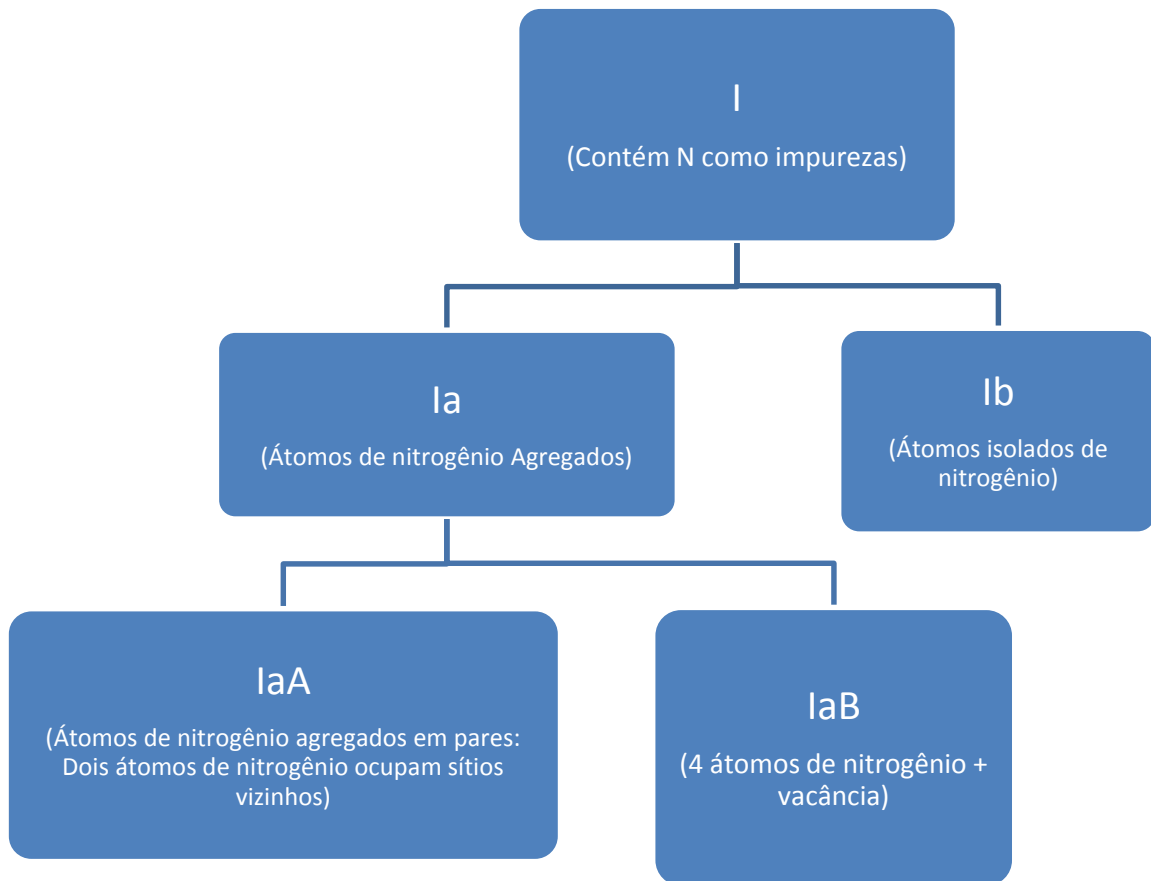 I
(Contém N como impurezas)
Ia
(Átomos de nitrogênio Agregados)
Ib
(Átomos isolados de
nitrogênio)
IaA
(Átomos de nitrogênio agregados em pares:
Dois átomos de nitrogênio ocupam sítios
vizinhos)
IaB
(4 átomos de nitrogênio +
vacância)